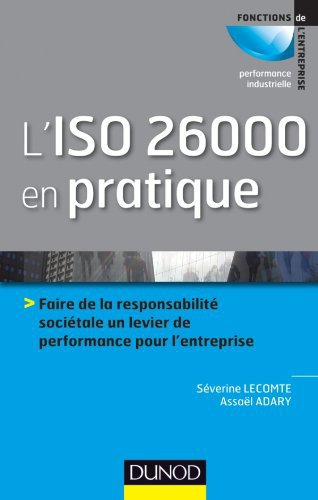 FONCTIONS de
L'ENTREPRISE
performance
industrielle
L'ISO 26000
en pratique
> Faire de la responsabilité
sociétale un levier de
performance pour l'entreprise
Séverine LECOMTE
Assaël ADARY
DUNOD